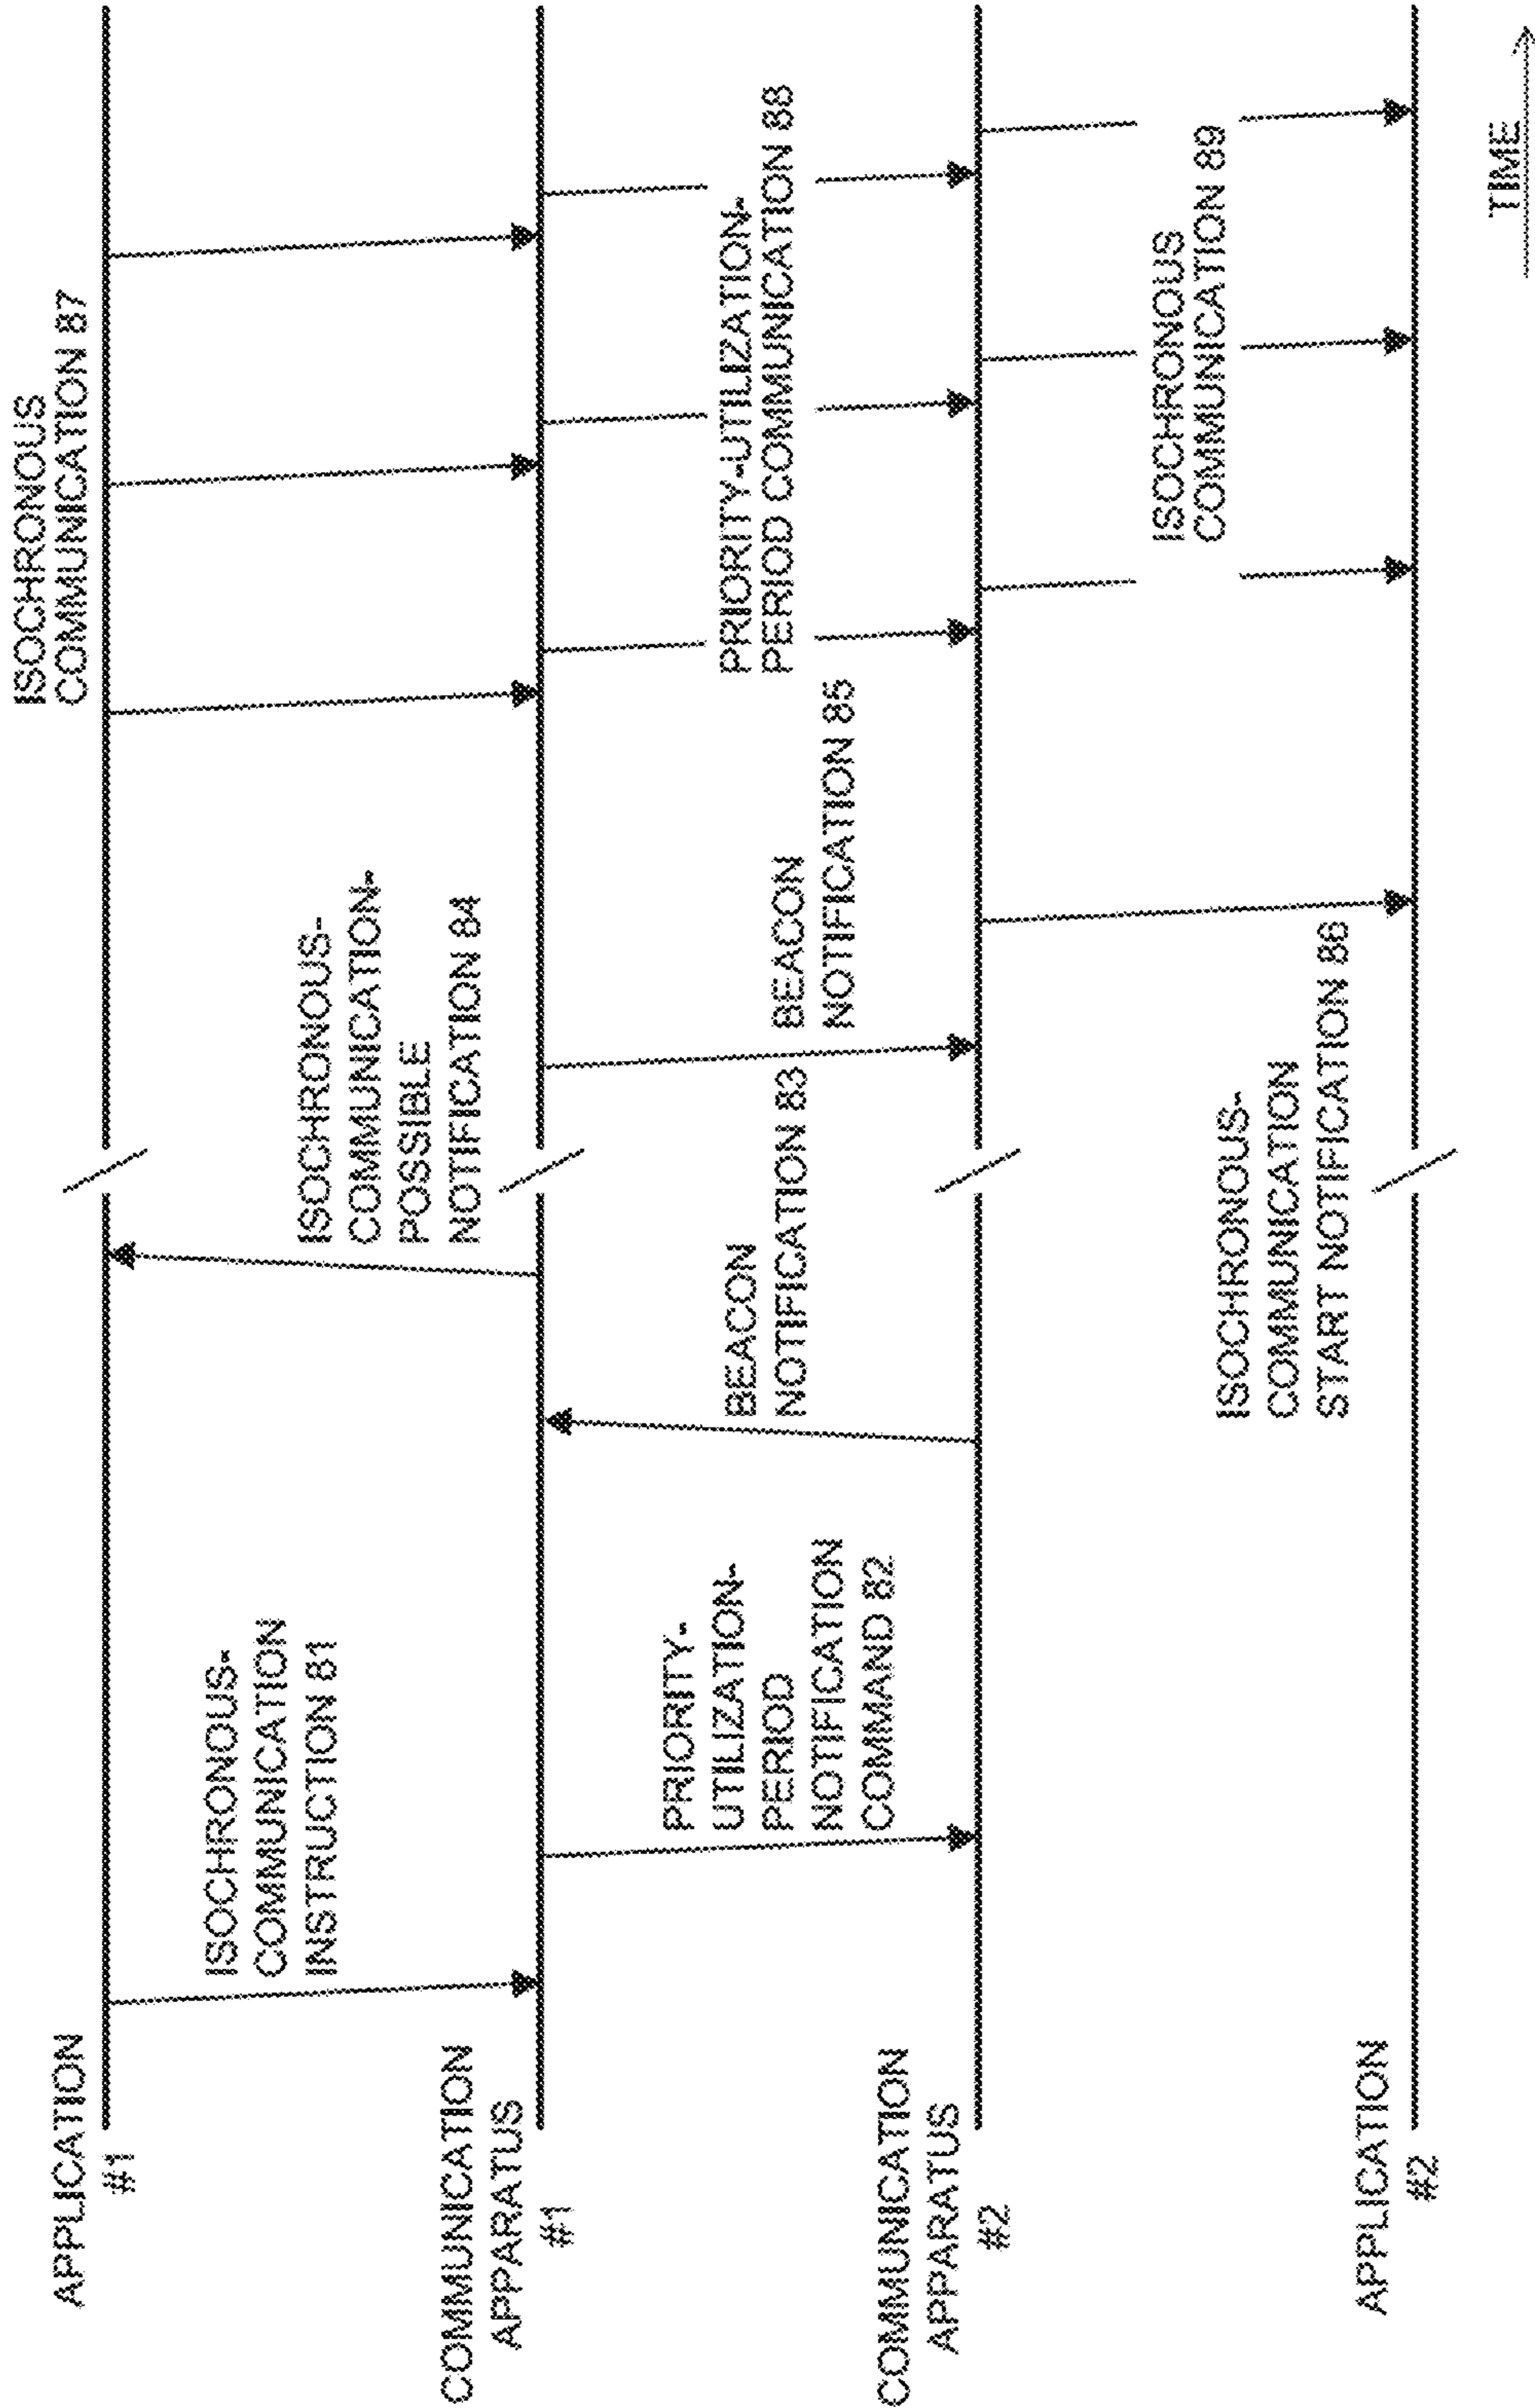 APPLICATION
#1
COMMUNICATION
APPARATUS
#1
COMMUNICATION
APPARATUS
#2
APPLICATION
#2
ISOCHRONOUS-
COMMUNICATION
INSTRUCTION 81
PRIORITY-
UTILIZATION-
PERIOD
NOTIFICATION
COMMAND 82
BEACON
NOTIFICATION 83
ISOCHRONOUS-
COMMUNICATION-
POSSIBLE
NOTIFICATION 84
BEACON
NOTIFICATION 85
ISOCHRONOUS-
COMMUNICATION
START NOTIFICATION 86
ISOCHRONOUS
COMMUNICATION 87
PRIORITY-UTILIZATION-
PERIOD COMMUNICATION 88
ISOCHRONOUS
COMMUNICATION 89
TIME